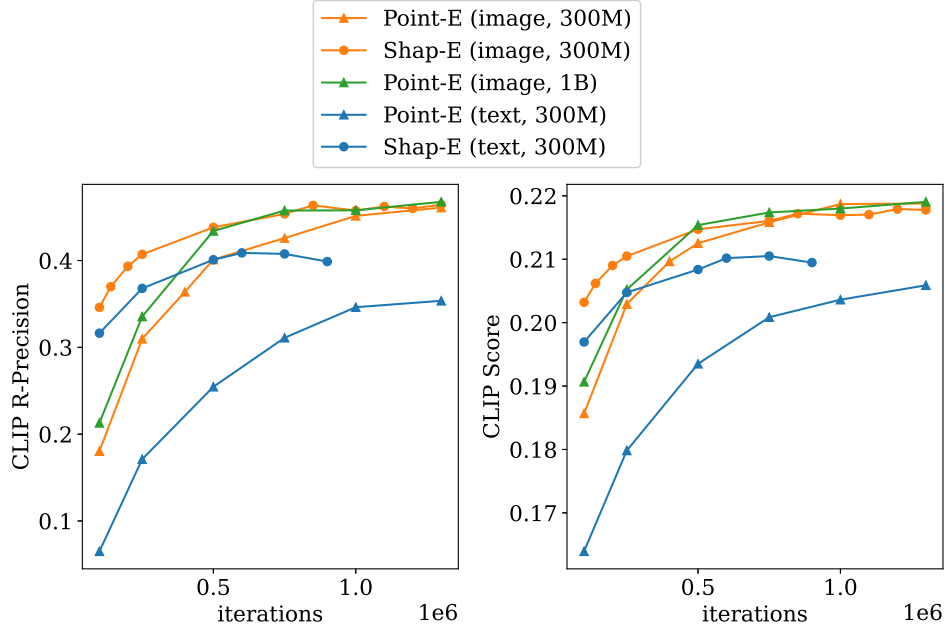 Point-E (image, 300M)
Shap-E (image, 300M)
Point-E (image, 1B)
Point-E (text, 300M)
Shap-E (text, 300M)
CLIP R-Precision
0.4
0.3
0.2
0.1
0.5
1.0
iterations
1e6
CLIP Score
0.22
0.21
0.20
0.19
0.18
0.17
0.5
1.0
iterations
1e6